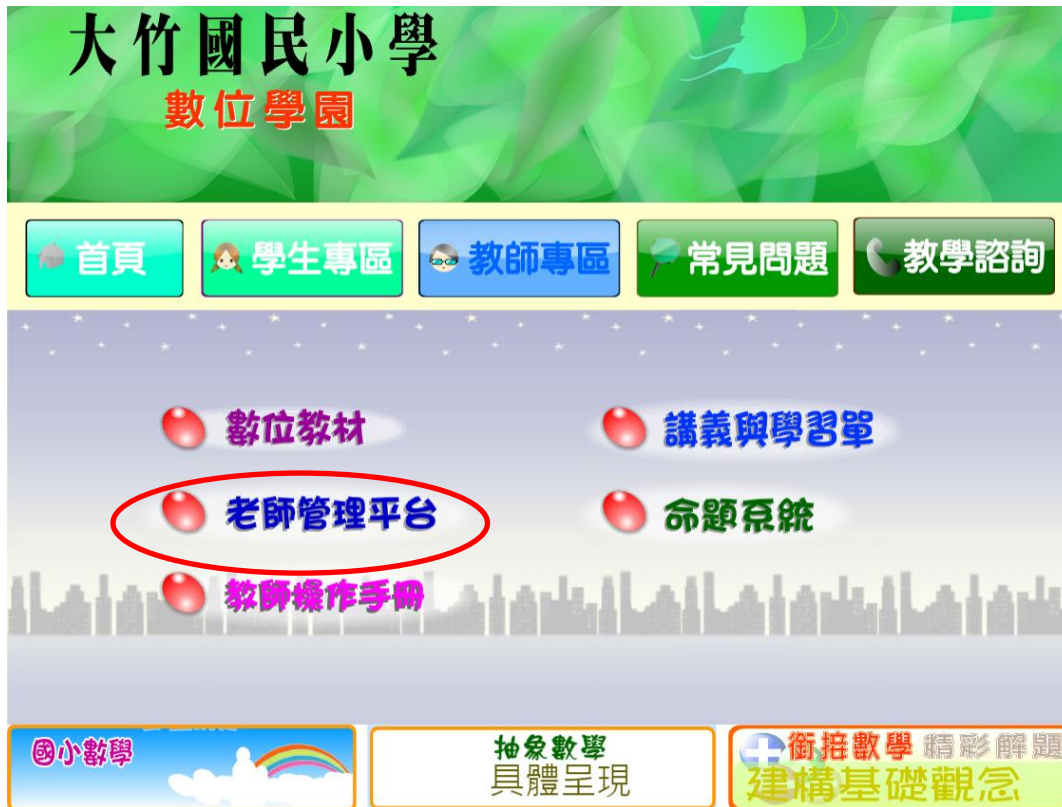 大竹國民小學
數位學園
首頁 學生專區 教師專區 常見問題 教學諮詢
數位教材 講義與學習單
老師管理平台 命題系統
教師操作手冊
國小數學
抽象數學
具體呈現
銜接數學 精彩解題
建構基礎觀念